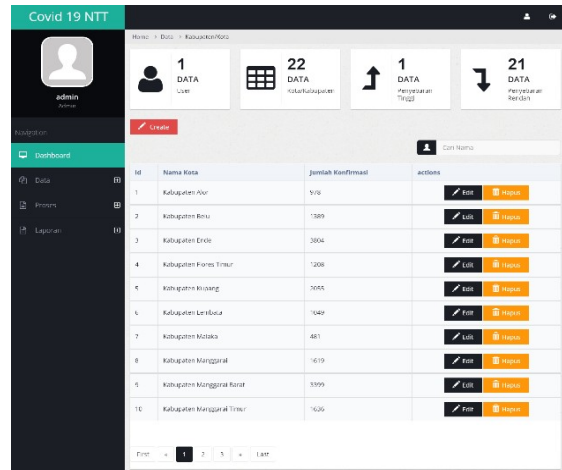 Covid 19 NTT
Home > Data > Kabupaten/Kota
admin
Admin
Navigation
Dashboard
Data
Proses
Laporan
1
DATA
User
22
DATA
Kota/Kabupaten
1
DATA
Penyebaran
Tinggi
21
DATA
Penyebaran
Rendah
Create
Cari Nama
Id Nama Kota Jumlah Konfirmasi actions
1 Kabupaten Alor 978 Edit Hapus
2 Kabupaten Belu 1389 Edit Hapus
3 Kabupaten Ende 3804 Edit Hapus
4 Kabupaten Flores Timur 1208 Edit Hapus
5 Kabupaten Kupang 2055 Edit Hapus
6 Kabupaten Lembata 1049 Edit Hapus
7 Kabupaten Malaka 481 Edit Hapus
8 Kabupaten Manggarai 1619 Edit Hapus
9 Kabupaten Manggarai Barat 3399 Edit Hapus
10 Kabupaten Manggarai Timur 1636 Edit Hapus
First « 1 2 3 » Last